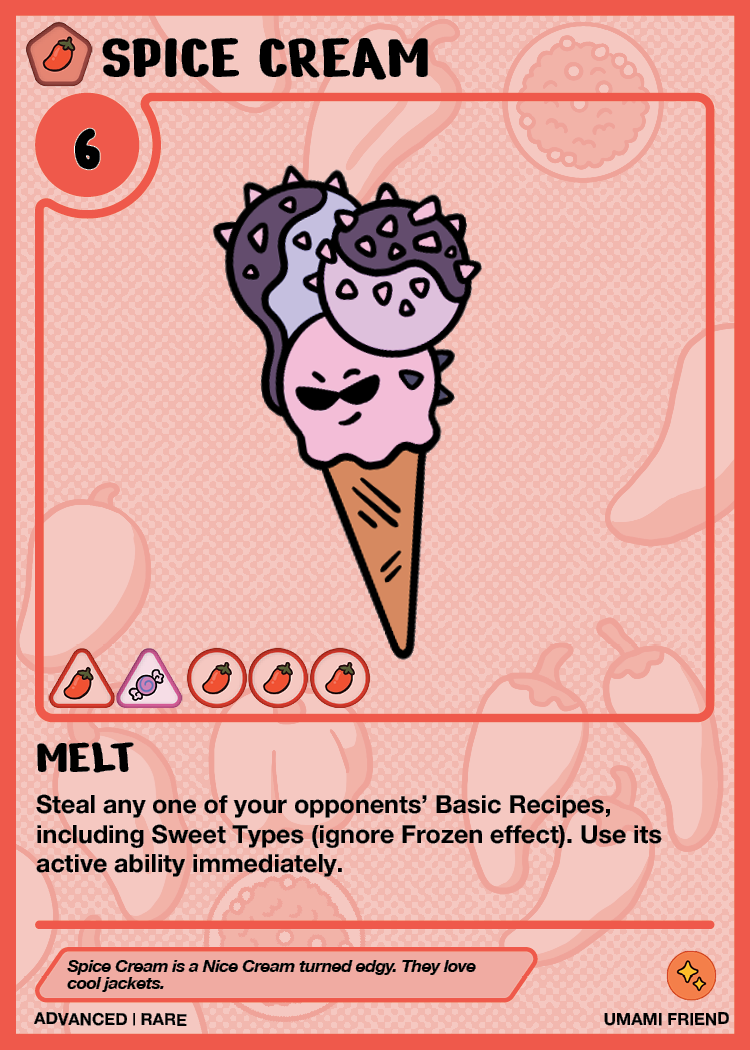 SPICE CREAM
6
MELT
Steal any one of your opponents’ Basic Recipes,
including Sweet Types (ignore Frozen effect). Use its
active ability immediately.
Spice Cream is a Nice Cream turned edgy. They love
cool jackets.
ADVANCED | RARE
UMAMI FRIEND